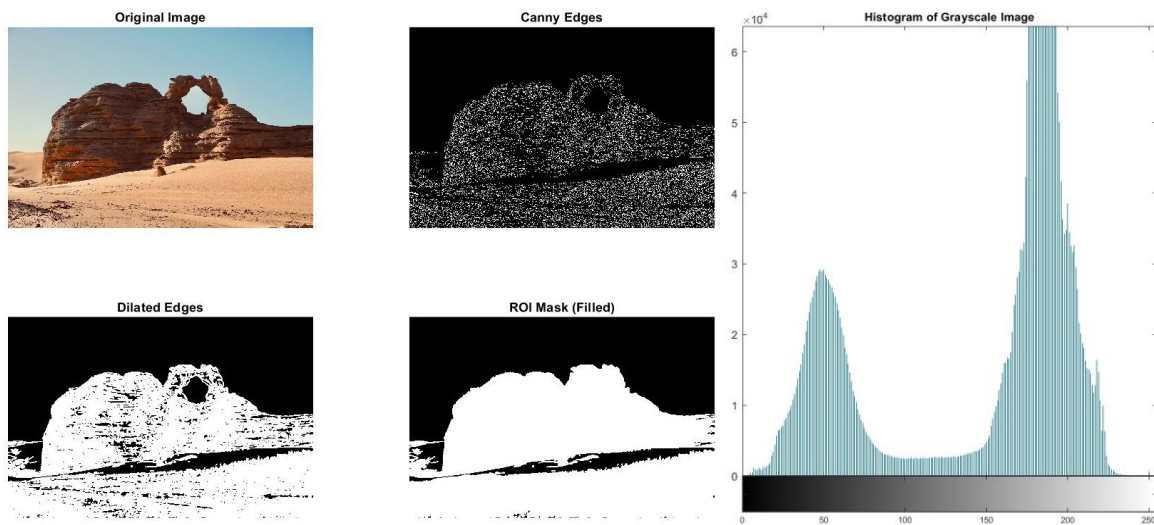 Original Image
Canny Edges
Histogram of Grayscale Image
×10⁴
6
5
4
3
2
1
0
Dilated Edges
ROI Mask (Filled)
0 50 100 150 200 250